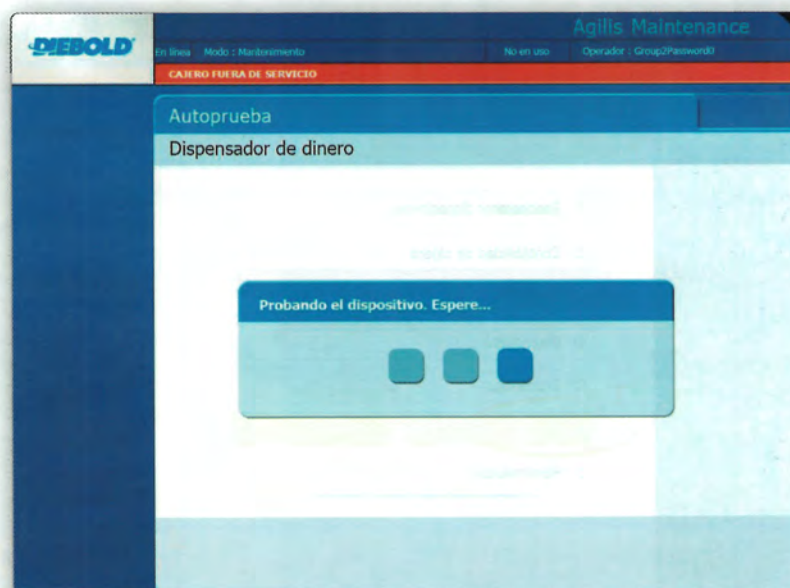 Agilis Maintenance
DIEBOLD
En línea Modo : Mantenimiento No en uso Operador : Group2Password0
CAJERO FUERA DE SERVICIO
Autoprueba
Dispensador de dinero
Probando el dispositivo. Espere...